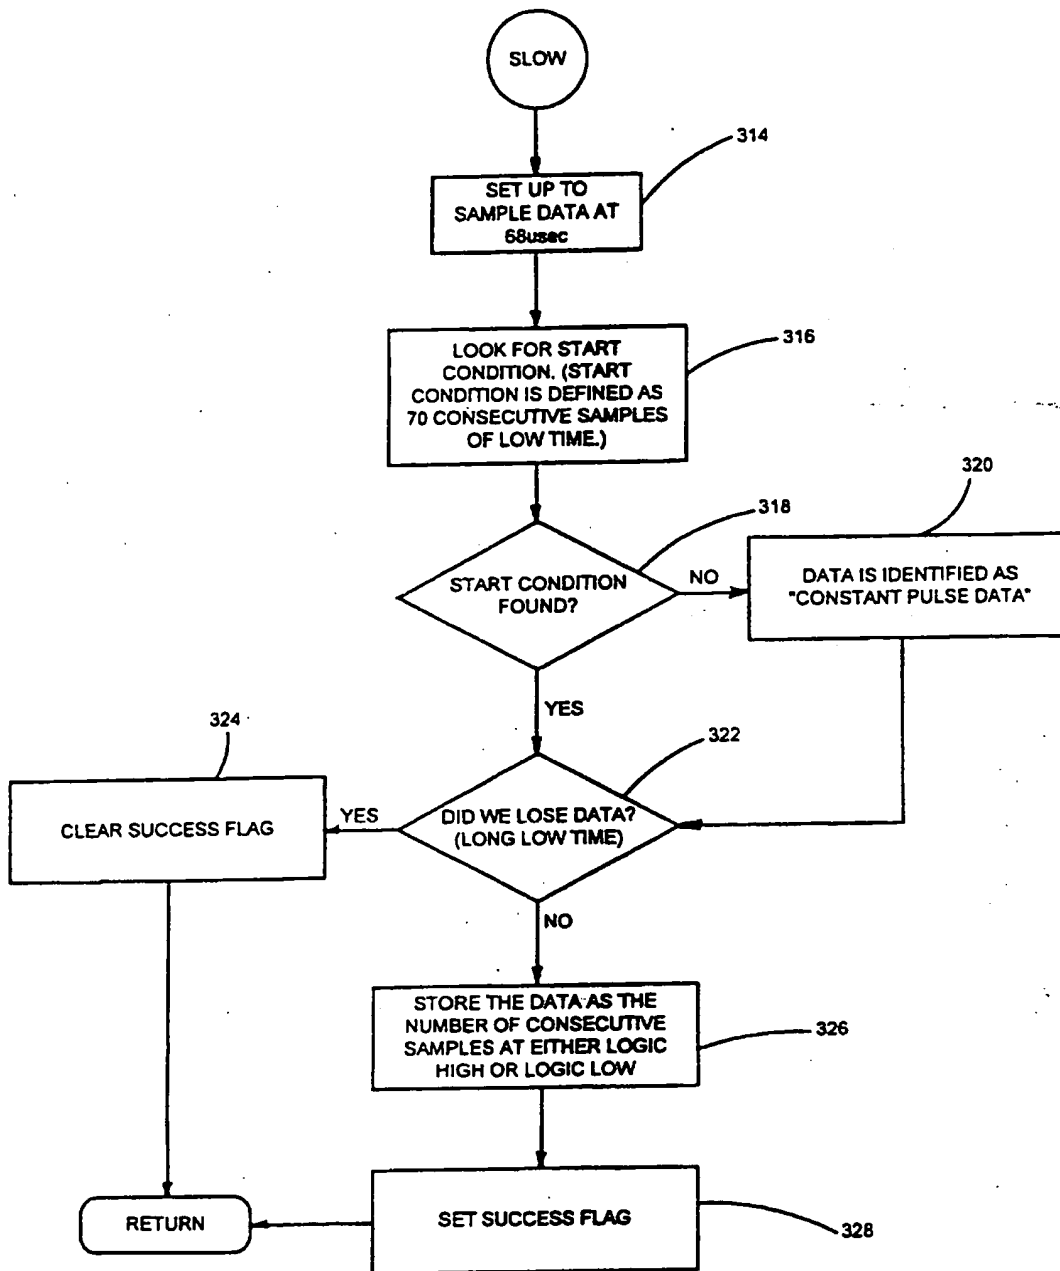 SLOW
314
SET UP TO
SAMPLE DATA AT
68usec
316
LOOK FOR START
CONDITION. (START
CONDITION IS DEFINED AS
70 CONSECUTIVE SAMPLES
OF LOW TIME.)
318
START CONDITION
FOUND?
NO
320
DATA IS IDENTIFIED AS
"CONSTANT PULSE DATA"
YES
322
DID WE LOSE DATA?
(LONG LOW TIME)
YES
324
CLEAR SUCCESS FLAG
NO
STORE THE DATA AS THE
NUMBER OF CONSECUTIVE
SAMPLES AT EITHER LOGIC
HIGH OR LOGIC LOW
326
SET SUCCESS FLAG
328
RETURN